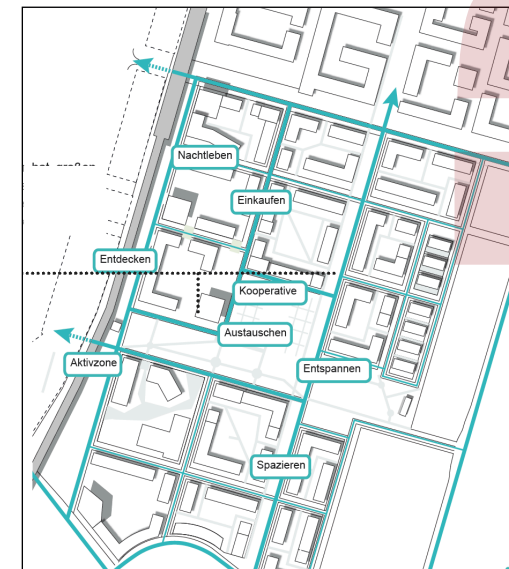 Nachtleben
Einkaufen
Entdecken
Kooperative
Austauschen
Aktivzone
Entspannen
Spazieren